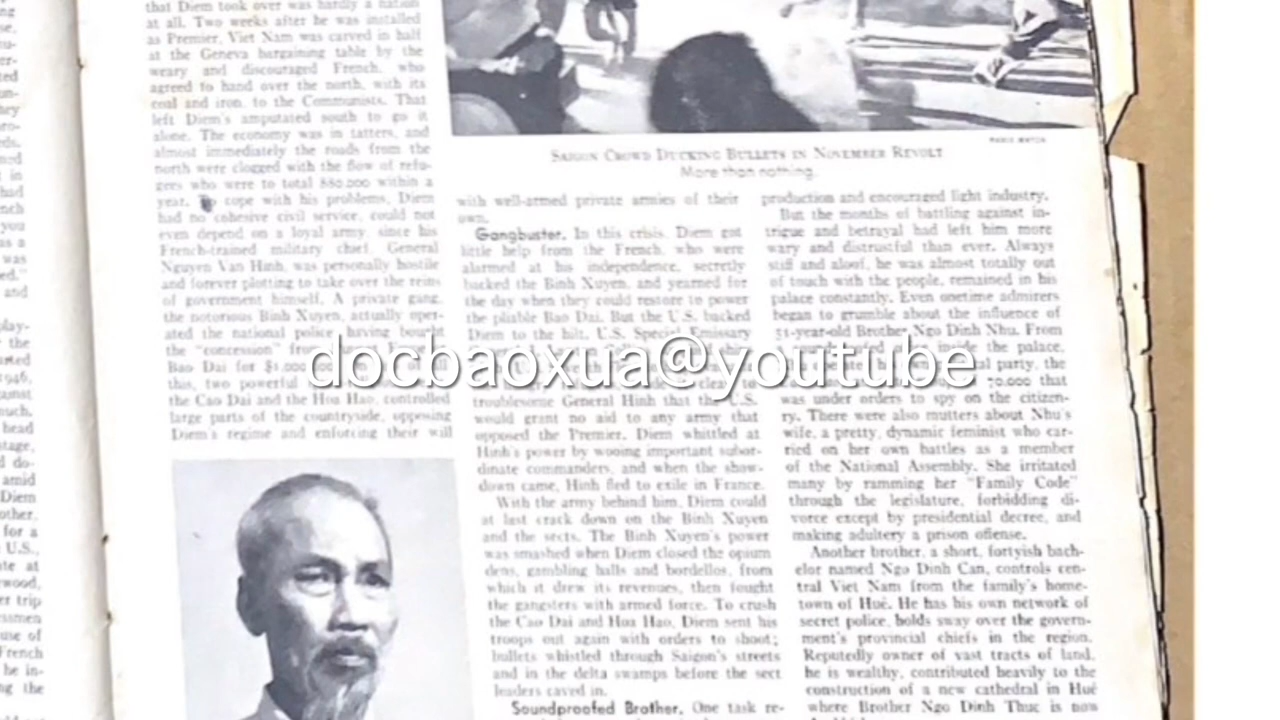 that Diem took over was hardly a nation
at all. Two weeks after he was installed
as Premier, Viet Nam was carved in half
at the Geneva bargaining table by the
weary and discouraged French, who
agreed to hand over the north, with its
coal and iron, to the Communists. That
left Diem's amputated south to go it
alone. The economy was in tatters, and
almost immediately the roads from the
north were clogged with the flow of refu-
gees who were to total 880,000 within a
year. To cope with his problems, Diem
had no cohesive civil service, could not
even depend on a loyal army, since his
French-trained military chief, General
Nguyen Van Hinh, was personally hostile
and forever plotting to take over the reins
of government himself. A private gang,
the notorious Binh Xuyen, actually oper-
ated the national police, having bought
the "concession" from
Bao Dai for $1,000,000
this, two powerful
the Cao Dai and the Hoa Hao, controlled
large parts of the countryside, opposing
Diem's regime and enforcing their will
PARIS MATCH
SAIGON CROWD DUCKING BULLETS IN NOVEMBER REVOLT
More than nothing.
with well-armed private armies of their
own.
Gangbuster. In this crisis, Diem got
little help from the French, who were
alarmed at his independence, secretly
backed the Binh Xuyen, and yearned for
the day when they could restore to power
the pliable Bao Dai. But the U.S. backed
Diem to the hilt. U.S. Special Emissary
clear to
troublesome General Hinh that the U.S.
would grant no aid to any army that
opposed the Premier. Diem whittled at
Hinh's power by wooing important subor-
dinate commanders, and when the show-
down came, Hinh fled to exile in France.
With the army behind him, Diem could
at last crack down on the Binh Xuyen
and the sects. The Binh Xuyen's power
was smashed when Diem closed the opium
dens, gambling halls and bordellos, from
which it drew its revenues, then fought
the gangsters with armed force. To crush
the Cao Dai and Hoa Hao, Diem sent his
troops out again with orders to shoot;
bullets whistled through Saigon's streets
and in the delta swamps before the sect
leaders caved in.
Soundproofed Brother. One task re-
production and encouraged light industry.
But the months of battling against in-
trigue and betrayal had left him more
wary and distrustful than ever. Always
stiff and aloof, he was almost totally out
of touch with the people, remained in his
palace constantly. Even onetime admirers
began to grumble about the influence of
51-year-old Brother Ngo Dinh Nhu. From
inside the palace,
party, the
70,000 that
was under orders to spy on the citizen-
ry. There were also mutters about Nhu's
wife, a pretty, dynamic feminist who car-
ried on her own battles as a member
of the National Assembly. She irritated
many by ramming her "Family Code"
through the legislature, forbidding di-
vorce except by presidential decree, and
making adultery a prison offense.
Another brother, a short, fortyish bach-
elor named Ngo Dinh Can, controls cen-
tral Viet Nam from the family's home-
town of Hué. He has his own network of
secret police, holds sway over the govern-
ment's provincial chiefs in the region.
Reputedly owner of vast tracts of land,
he is wealthy, contributed heavily to the
construction of a new cathedral in Hué
where Brother Ngo Dinh Thuc is now
docbaoxua@youtube